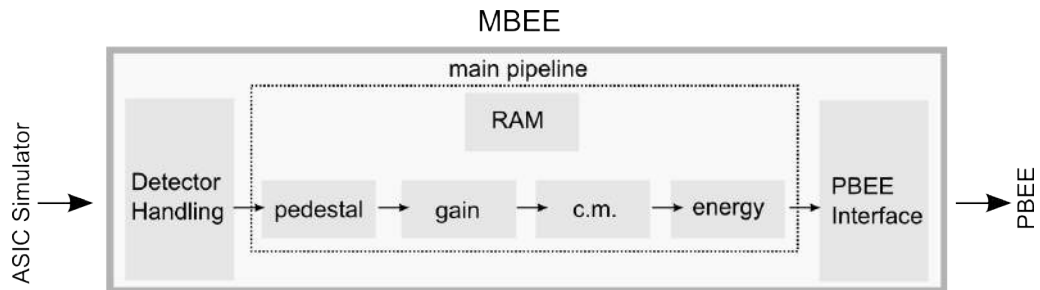 MBEE
main pipeline
RAM
ASIC Simulator
Detector
Handling
pedestal
gain
c.m.
energy
PBEE
Interface
PBEE